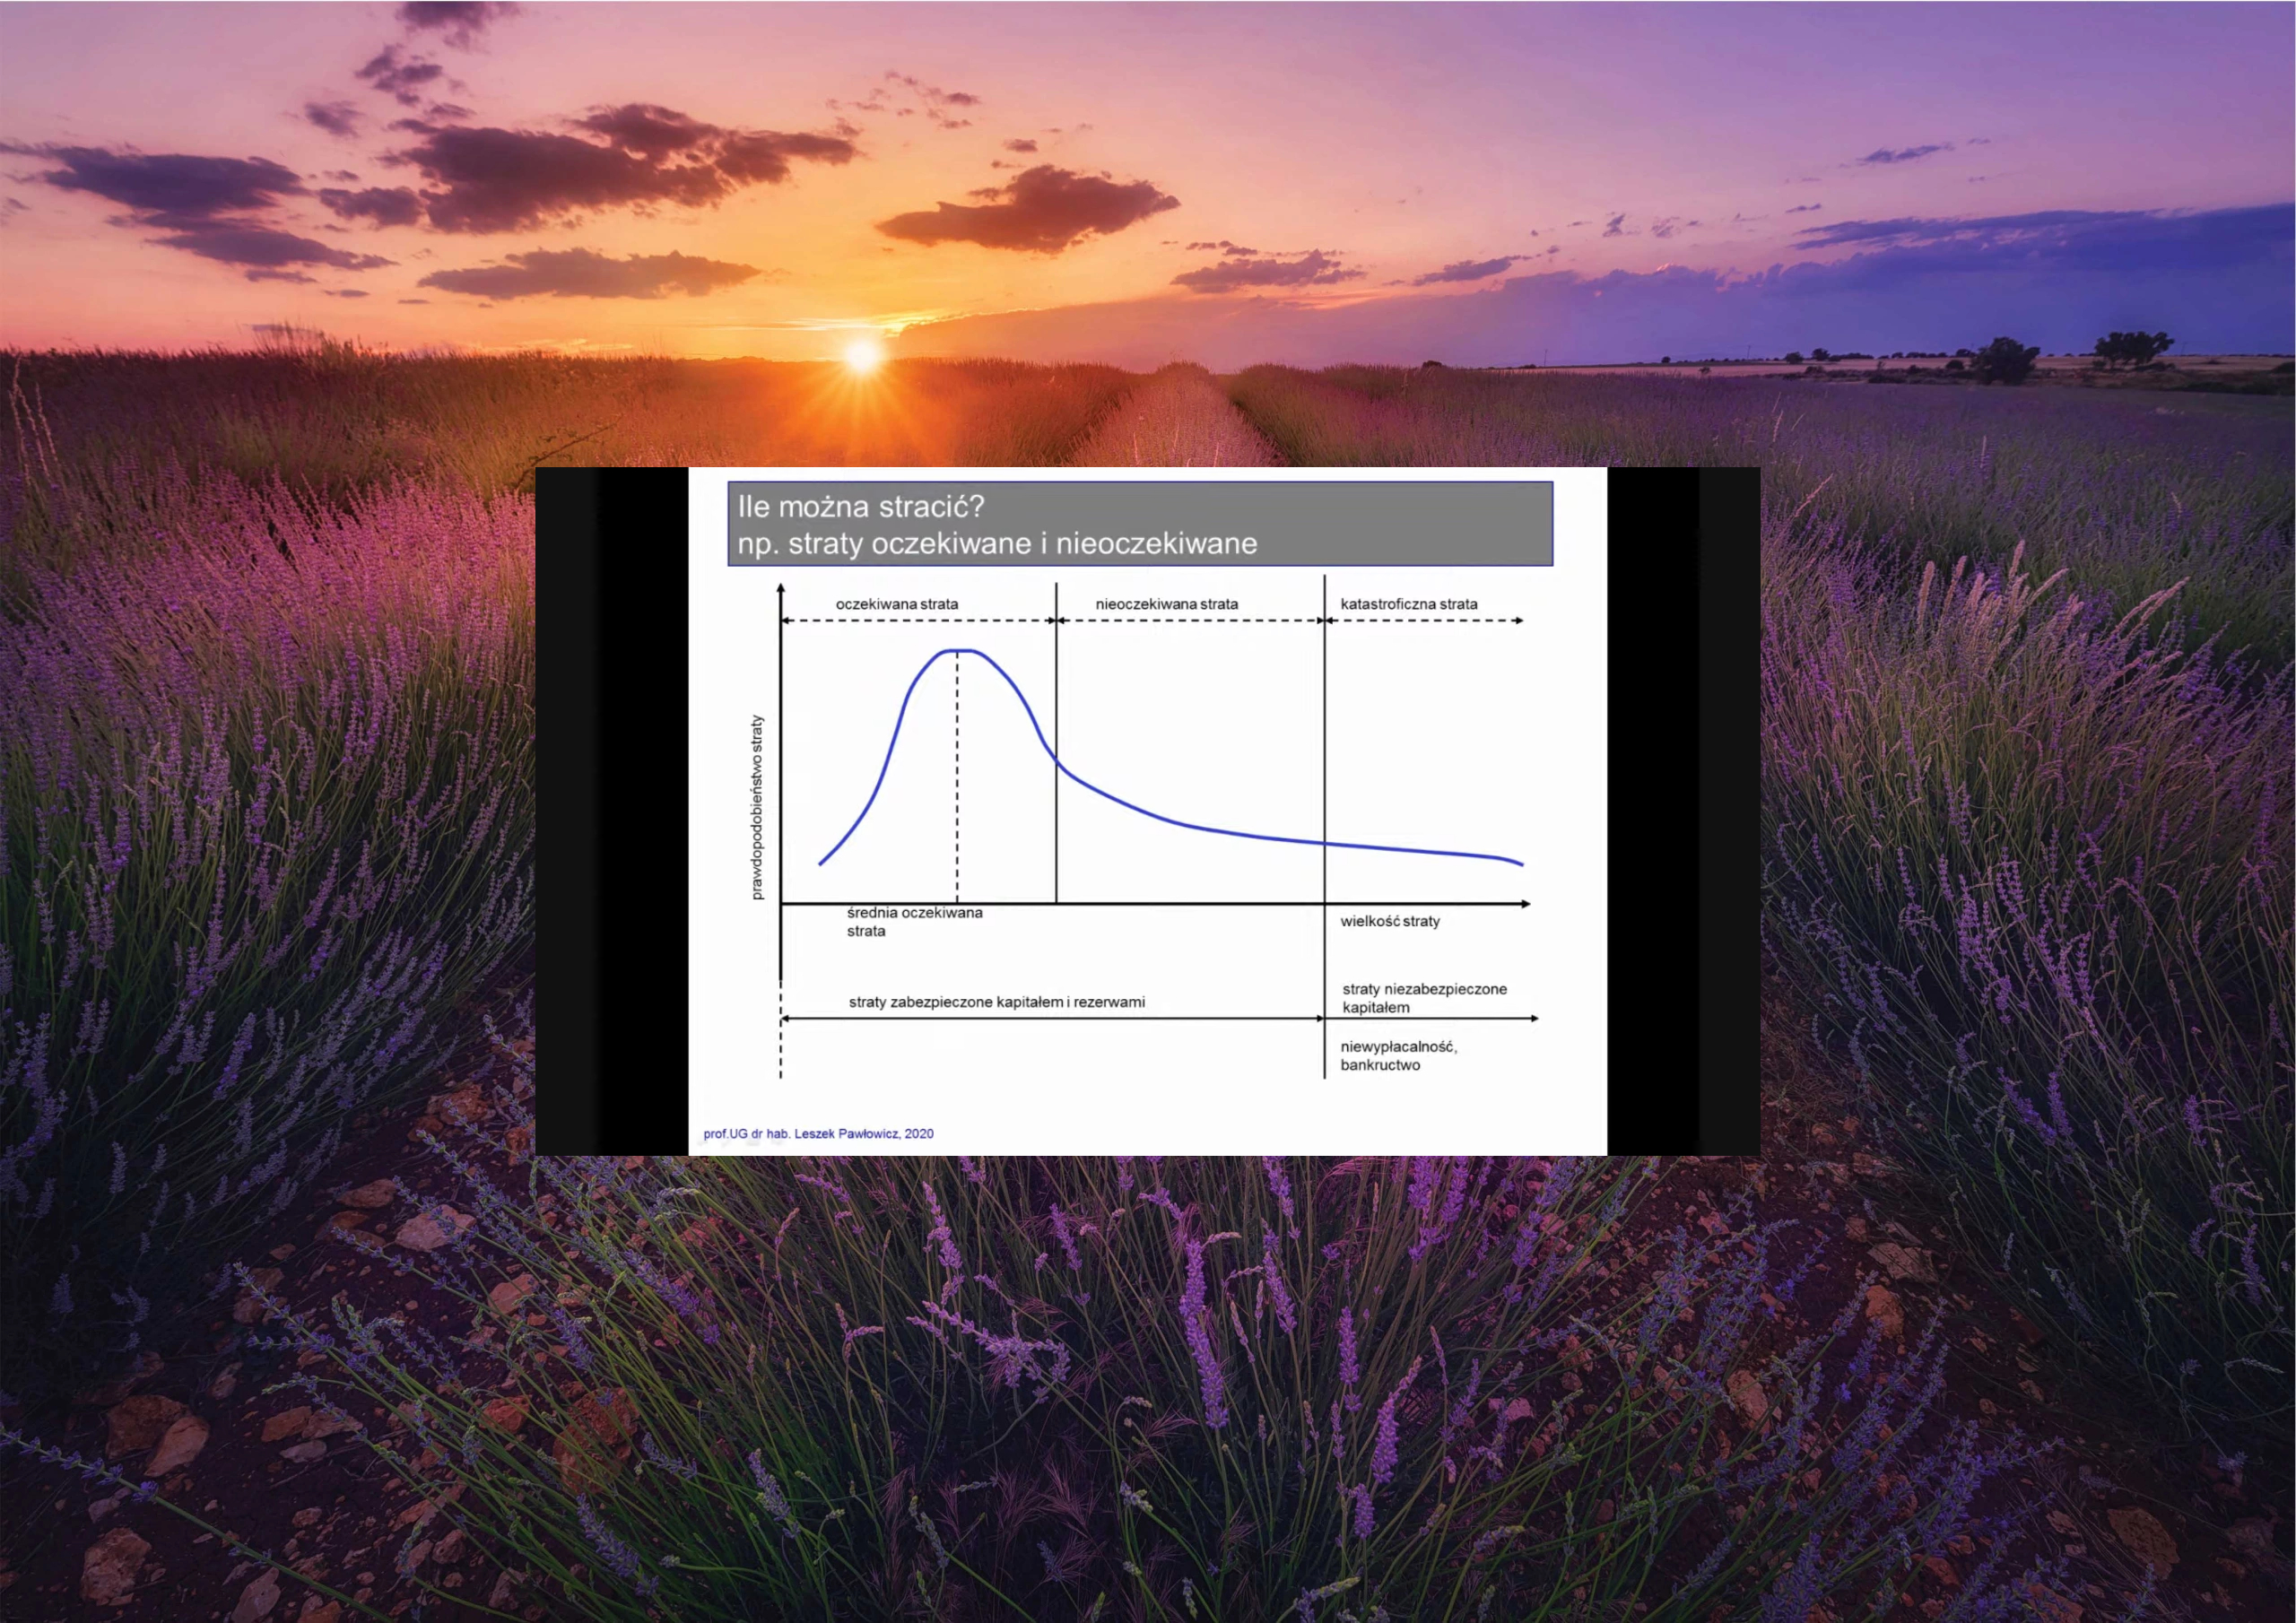 Ile można stracić?
np. straty oczekiwane i nieoczekiwane
oczekiwana strata
nieoczekiwana strata
katastroficzna strata
prawdopodobieństwo straty
średnia oczekiwana
strata
wielkość straty
straty zabezpieczone kapitałem i rezerwami
straty niezabezpieczone
kapitałem
niewypłacalność,
bankructwo
prof.UG dr hab. Leszek Pawłowicz, 2020